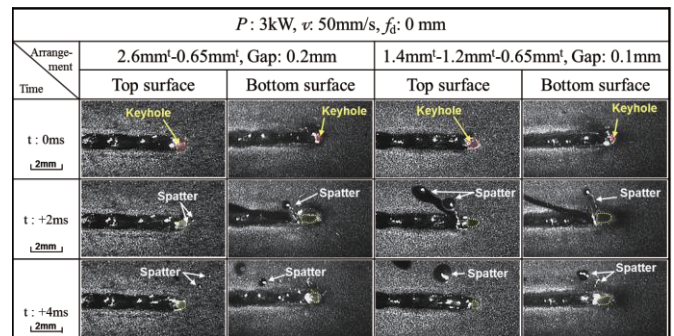 P: 3kW, v: 50mm/s, fd: 0 mm
Arrange-
ment
Time
2.6mmᵗ-0.65mmᵗ, Gap: 0.2mm
1.4mmᵗ-1.2mmᵗ-0.65mmᵗ, Gap: 0.1mm
Top surface
Bottom surface
Top surface
Bottom surface
t : 0ms
2mm
Keyhole
Keyhole
Keyhole
Keyhole
t : +2ms
2mm
Spatter
Spatter
Spatter
Spatter
t : +4ms
2mm
Spatter
Spatter
Spatter
Spatter